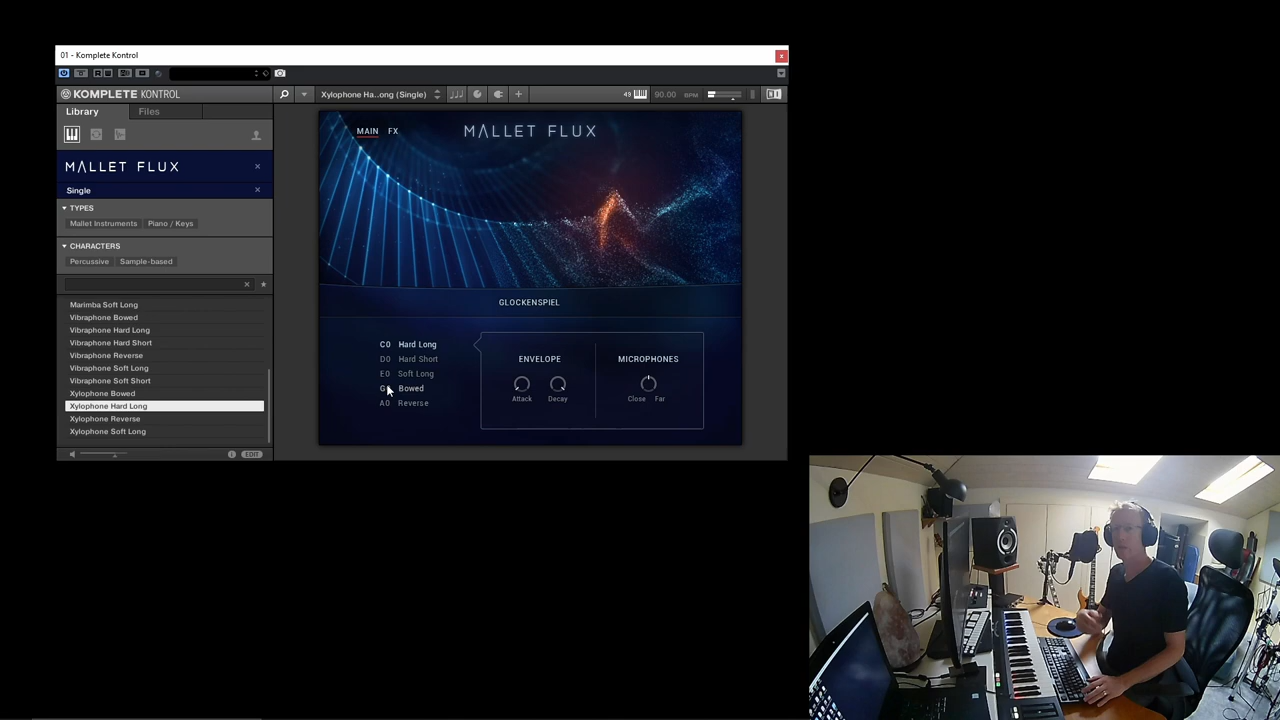 01 - Komplete Kontrol
KOMPLETE KONTROL
Xylophone Ha..ong (Single)
49
90.00 BPM
Library
Files
MALLET FLUX
Single
TYPES
Mallet Instruments
Piano / Keys
CHARACTERS
Percussive
Sample-based
Marimba Soft Long
Vibraphone Bowed
Vibraphone Hard Long
Vibraphone Hard Short
Vibraphone Reverse
Vibraphone Soft Long
Vibraphone Soft Short
Xylophone Bowed
Xylophone Hard Long
Xylophone Reverse
Xylophone Soft Long
EDIT
MAIN
FX
MALLET FLUX
GLOCKENSPIEL
C0 Hard Long
D0 Hard Short
E0 Soft Long
Bowed
A0 Reverse
ENVELOPE
Attack
Decay
MICROPHONES
Close
Far